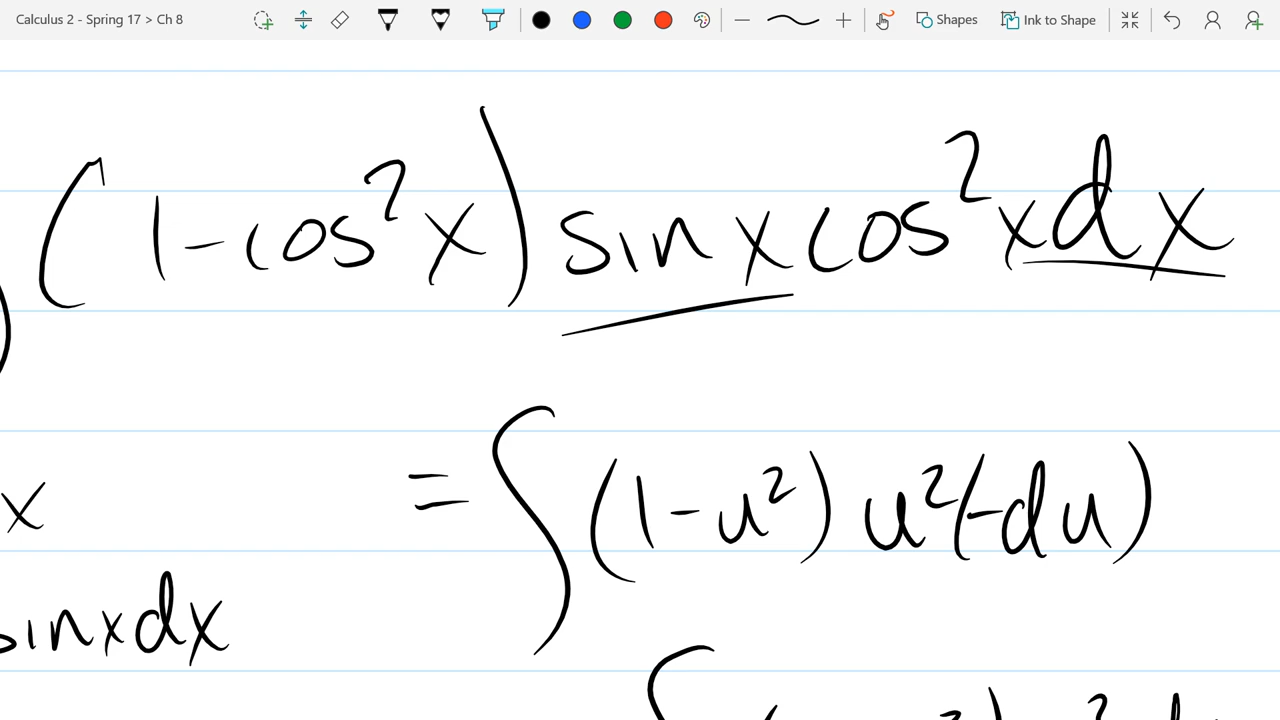 Calculus 2 - Spring 17 > Ch 8 Shapes Ink to Shape
(1-cos²x) sinx cos²x dx
= ∫(1-u²) u² (-du)
x
sinxdx